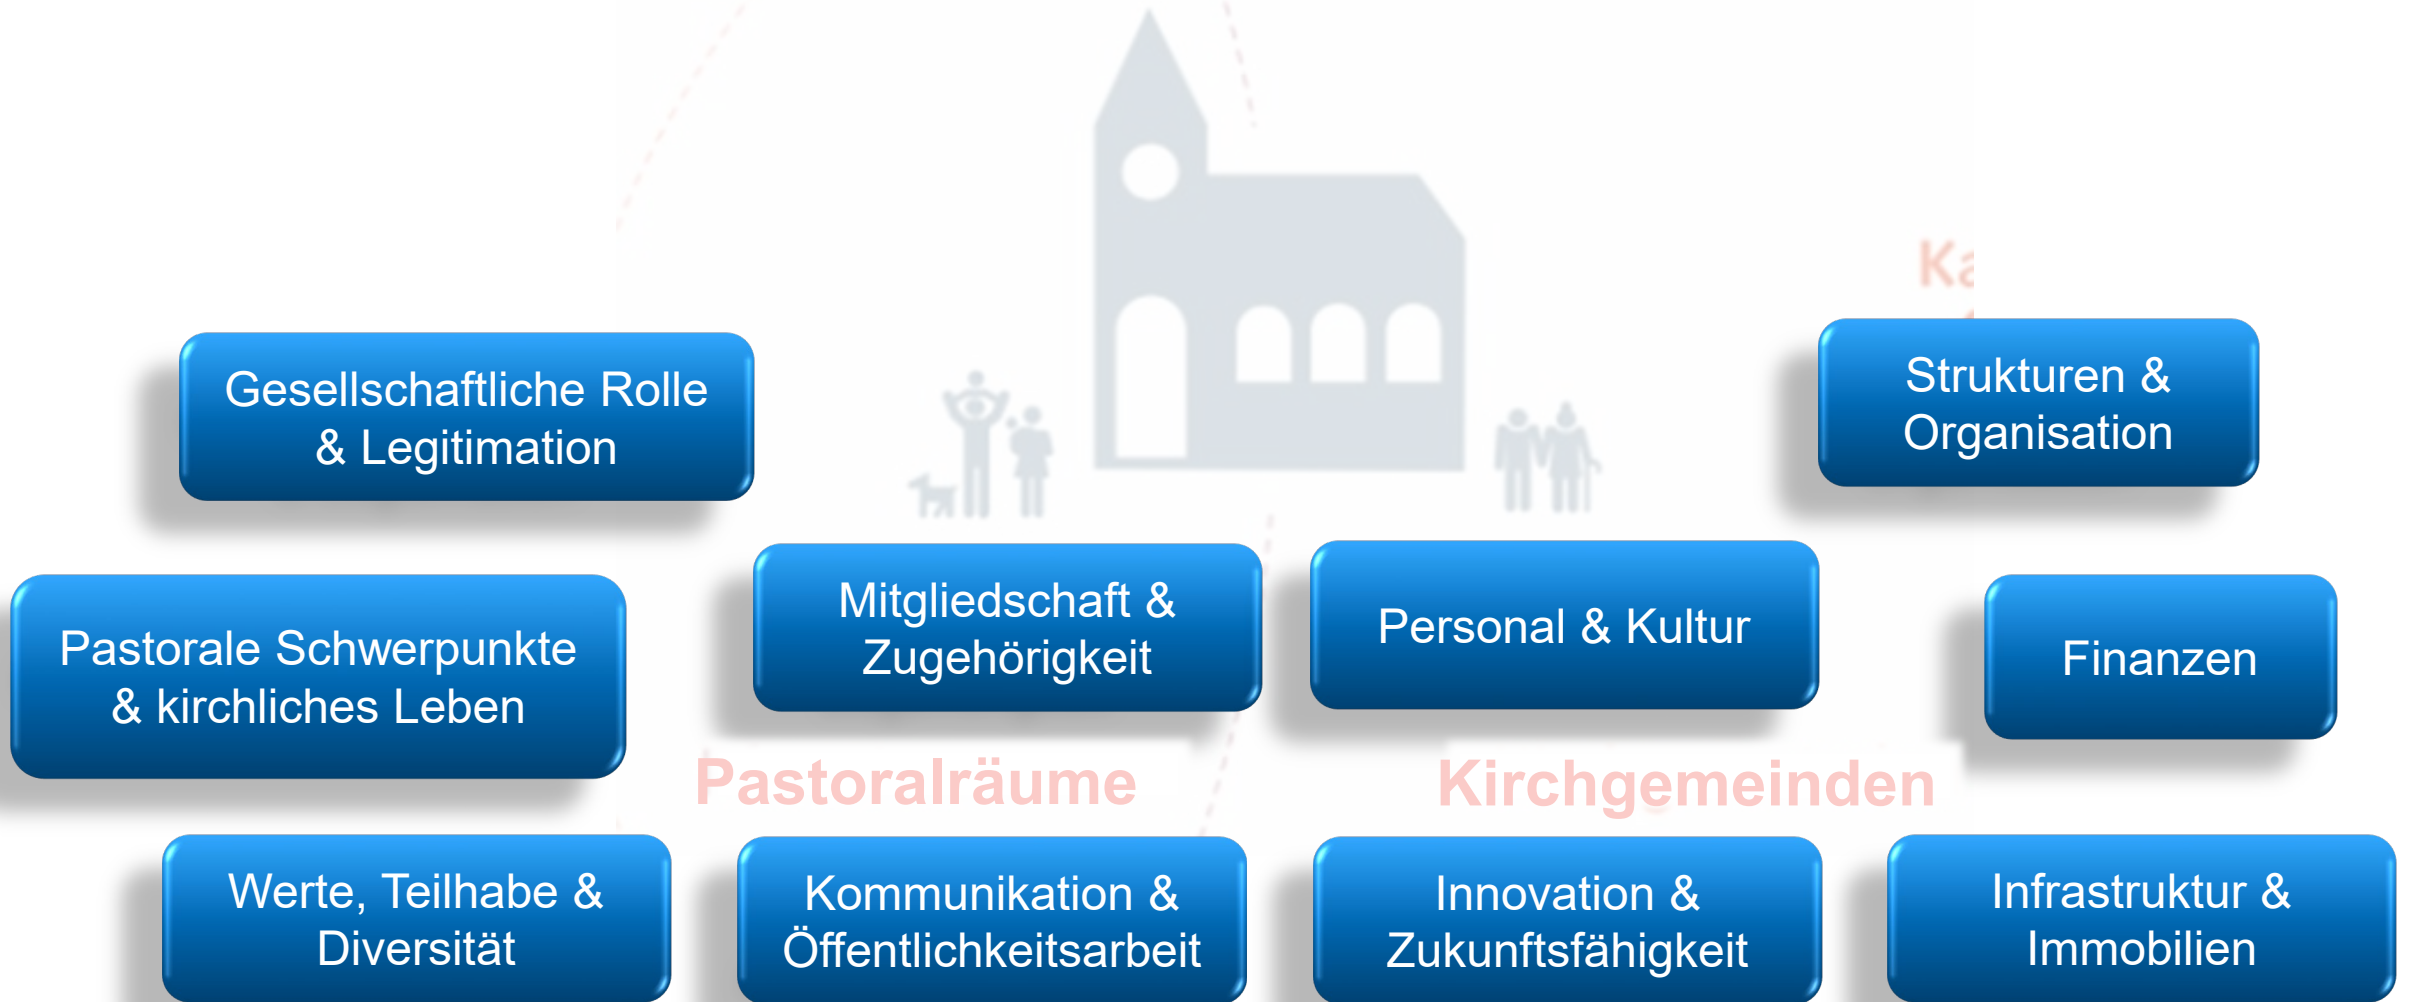 Ka
Gesellschaftliche Rolle
& Legitimation
Strukturen &
Organisation
Pastorale Schwerpunkte
& kirchliches Leben
Mitgliedschaft &
Zugehörigkeit
Personal & Kultur
Finanzen
Pastoralräume
Kirchgemeinden
Werte, Teilhabe &
Diversität
Kommunikation &
Öffentlichkeitsarbeit
Innovation &
Zukunftsfähigkeit
Infrastruktur &
Immobilien